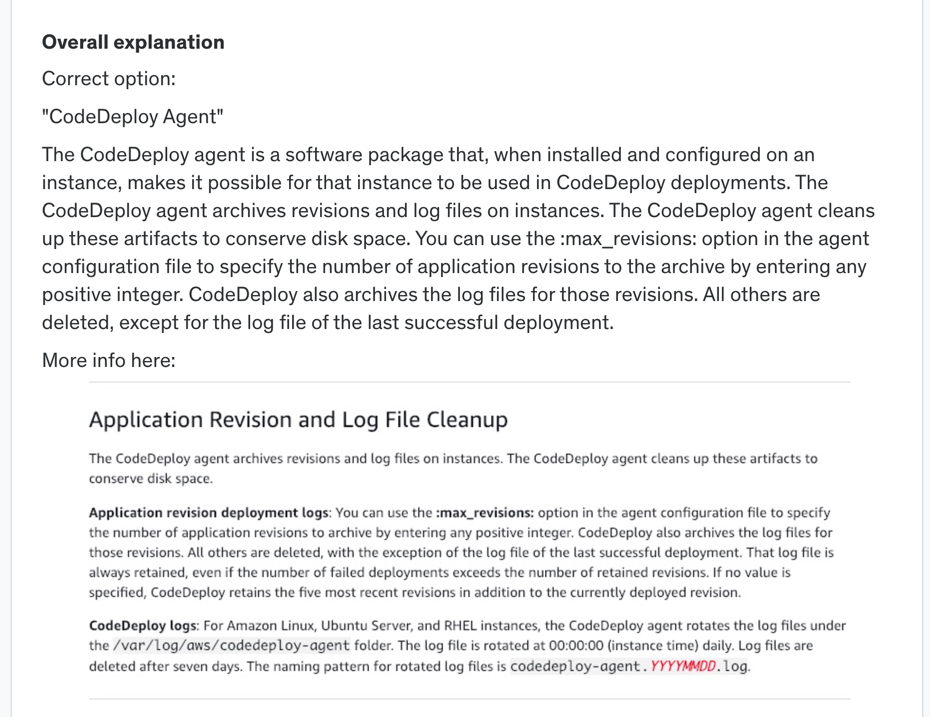 Overall explanation
Correct option:
"CodeDeploy Agent"
The CodeDeploy agent is a software package that, when installed and configured on an
instance, makes it possible for that instance to be used in CodeDeploy deployments. The
CodeDeploy agent archives revisions and log files on instances. The CodeDeploy agent cleans
up these artifacts to conserve disk space. You can use the :max_revisions: option in the agent
configuration file to specify the number of application revisions to the archive by entering any
positive integer. CodeDeploy also archives the log files for those revisions. All others are
deleted, except for the log file of the last successful deployment.
More info here:
Application Revision and Log File Cleanup
The CodeDeploy agent archives revisions and log files on instances. The CodeDeploy agent cleans up these artifacts to
conserve disk space.
Application revision deployment logs: You can use the :max_revisions: option in the agent configuration file to specify
the number of application revisions to archive by entering any positive integer. CodeDeploy also archives the log files for
those revisions. All others are deleted, with the exception of the log file of the last successful deployment. That log file is
always retained, even if the number of failed deployments exceeds the number of retained revisions. If no value is
specified, CodeDeploy retains the five most recent revisions in addition to the currently deployed revision.
CodeDeploy logs: For Amazon Linux, Ubuntu Server, and RHEL instances, the CodeDeploy agent rotates the log files under
the /var/log/aws/codedeploy-agent folder. The log file is rotated at 00:00:00 (instance time) daily. Log files are
deleted after seven days. The naming pattern for rotated log files is codedeploy-agent.YYYYMMDD.log.